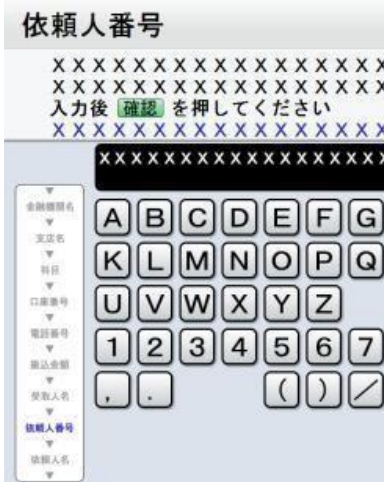 依頼人番号
XXXXXXXXXXXXXXXXX
XXXXXXXXXXXXXXXXX
入力後 確認 を押してください
XXXXXXXXXXXXXXXXX
XXXXXXXXXXXXXXXXXX
金融機関名
支店名
科目
口座番号
電話番号
振込金額
受取人名
依頼人番号
依頼人名
A B C D E F G
K L M N O P Q
U V W X Y Z
1 2 3 4 5 6 7
, . ( ) /